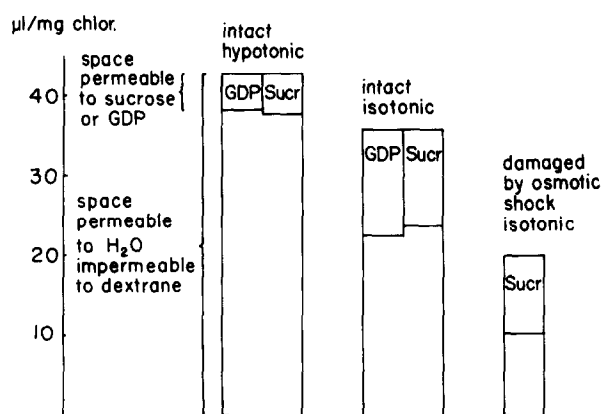 µl/mg chlor.
40
30
20
10
space
permeable
to sucrose
or GDP
space
permeable
to H₂O
impermeable
to dextrane
intact
hypotonic
GDP Sucr
intact
isotonic
GDP Sucr
damaged
by osmotic
shock
isotonic
Sucr